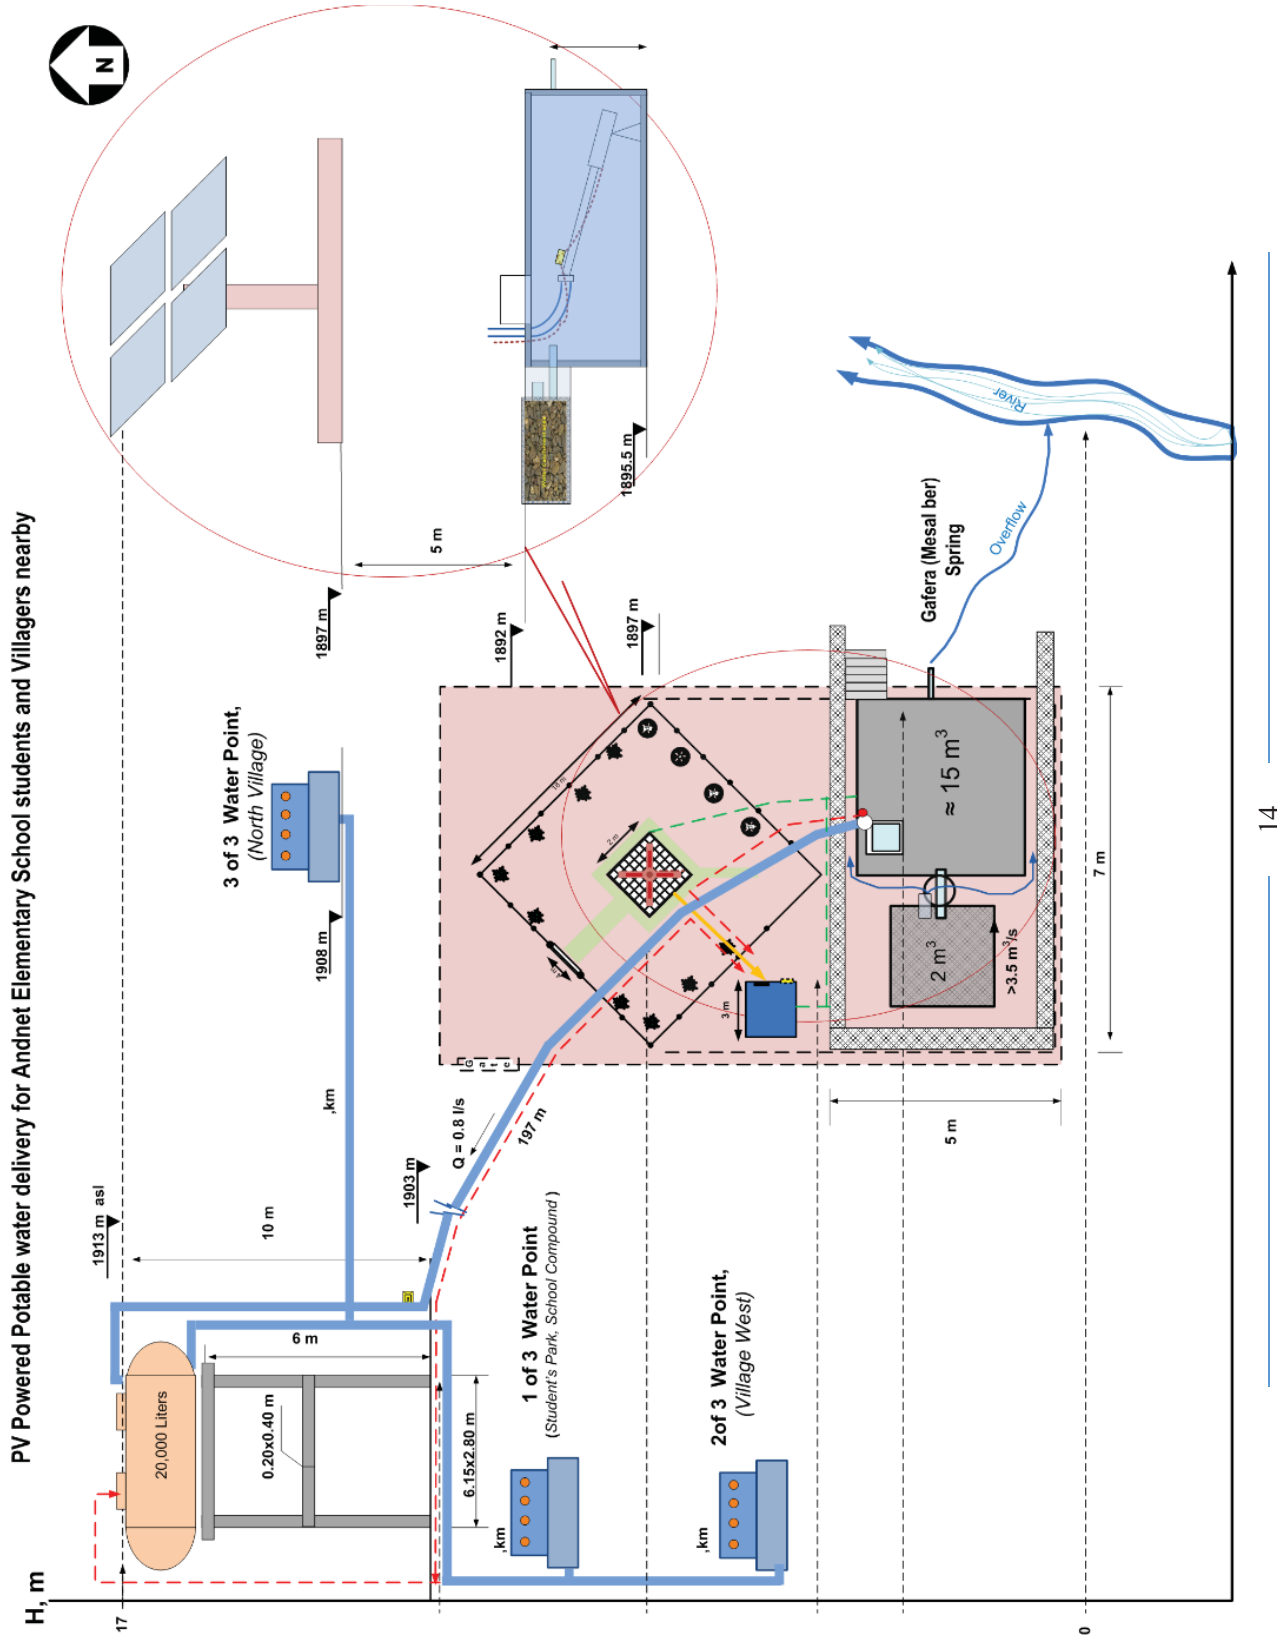 PV Powered Potable water delivery for Andnet Elementary School students and Villagers nearby
N
H, m
17
0
1913 m asl
10 m
20,000 Liters
6 m
0.20x0.40 m
6.15x2.80 m
1903 m
,km
1908 m
3 of 3 Water Point,
(North Village)
1 of 3 Water Point
(Student's Park, School Compound )
,km
2of 3 Water Point,
(Village West)
,km
Q = 0.8 l/s
197 m
Gate
1897 m
5 m
1892 m
1897 m
1895.5 m
2 m
3 m
2 m³
>3.5 m³/s
≈ 15 m³
5 m
7 m
Gafera (Mesal ber)
Spring
Overflow
River
14